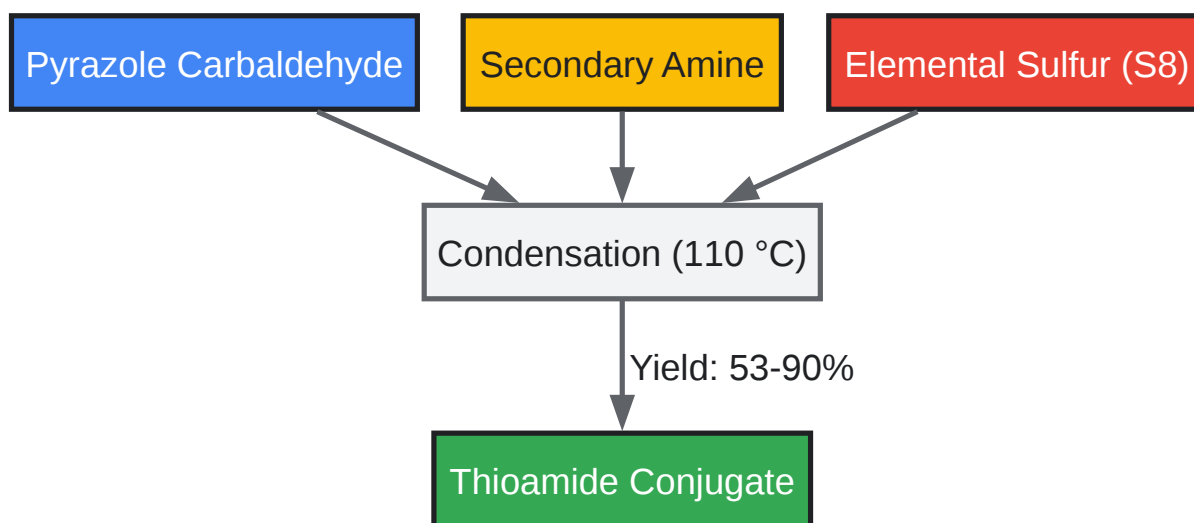 Pyrazole Carbaldehyde
Secondary Amine
Elemental Sulfur (S8)
Condensation (110 °C)
Yield: 53-90%
Thioamide Conjugate